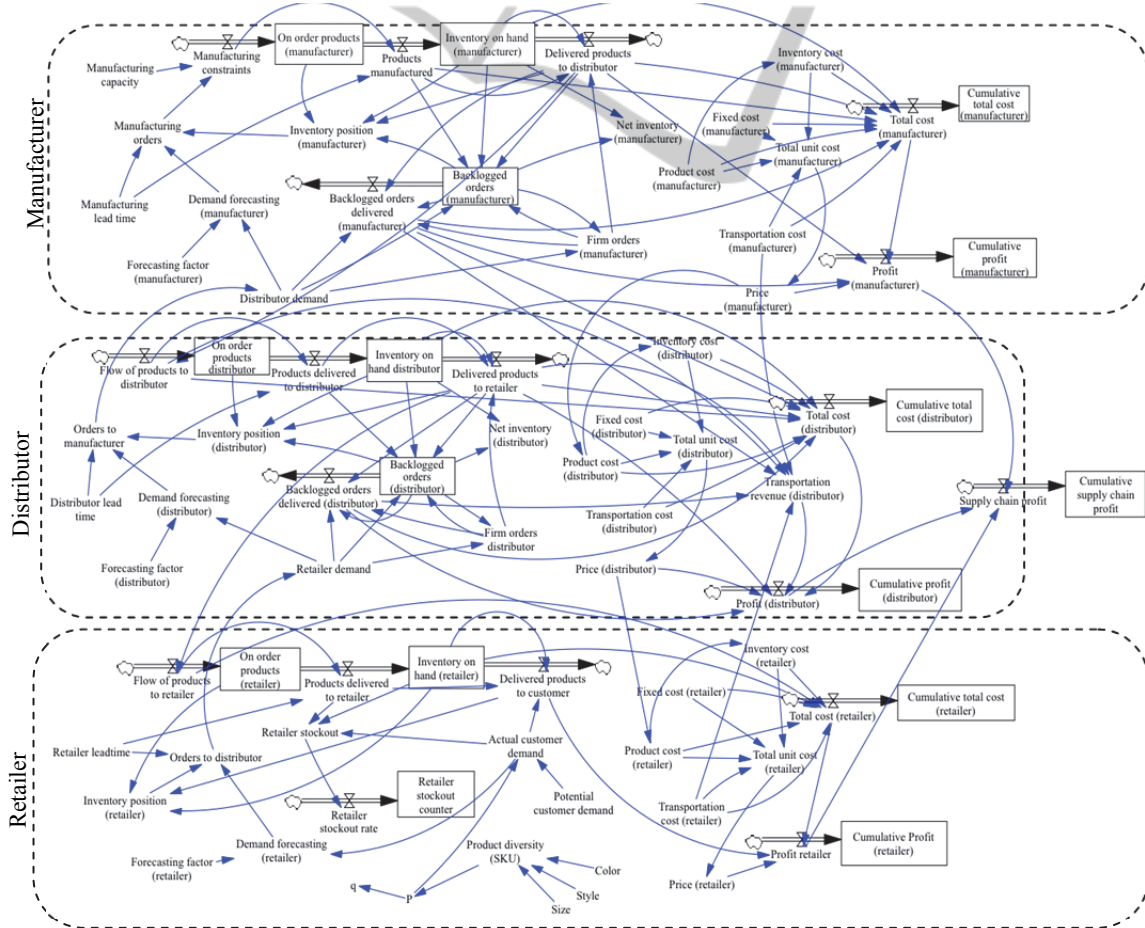 Manufacturer
On order products
(manufacturer)
Inventory on hand
(manufacturer)
Manufacturing
constraints
Products
manufactured
Delivered products
to distributor
Inventory cost
(manufacturer)
Manufacturing
capacity
Cumulative
total cost
(manufacturer)
Total cost
(manufacturer)
Fixed cost
(manufacturer)
Manufacturing
orders
Inventory position
(manufacturer)
Net inventory
(manufacturer)
Total unit cost
(manufacturer)
Product cost
(manufacturer)
Backlogged
orders
(manufacturer)
Manufacturing
lead time
Demand forecasting
(manufacturer)
Backlogged orders
delivered
(manufacturer)
Firm orders
(manufacturer)
Transportation cost
(manufacturer)
Forecasting factor
(manufacturer)
Profit
(manufacturer)
Cumulative
profit
(manufacturer)
Distributor demand
Price
(manufacturer)
Distributor
On order
products
distributor
Inventory on
hand distributor
Flow of products to
distributor
Products delivered
to distributor
Delivered products
to retailer
Inventory cost
(distributor)
Cumulative total
cost (distributor)
Total cost
(distributor)
Fixed cost
(distributor)
Orders to
manufacturer
Inventory position
(distributor)
Net inventory
(distributor)
Total unit cost
(distributor)
Product cost
(distributor)
Backlogged
orders
(distributor)
Distributor lead
time
Demand forecasting
(distributor)
Backlogged orders
delivered (distributor)
Transportation
revenue (distributor)
Supply chain profit
Cumulative
supply chain
profit
Transportation cost
(distributor)
Firm orders
distributor
Forecasting factor
(distributor)
Retailer demand
Price (distributor)
Profit (distributor)
Cumulative profit
(distributor)
Retailer
On order
products
(retailer)
Inventory on
hand (retailer)
Flow of products
to retailer
Products delivered
to retailer
Delivered products
to customer
Inventory cost
(retailer)
Fixed cost (retailer)
Cumulative total cost
(retailer)
Total cost (retailer)
Retailer stockout
Actual customer
demand
Retailer leadtime
Orders to distributor
Product cost
(retailer)
Total unit cost
(retailer)
Inventory position
(retailer)
Retailer
stockout
counter
Retailer
stockout rate
Potential
customer demand
Transportation
cost (retailer)
Demand forecasting
(retailer)
Product diversity
(SKU)
Profit retailer
Cumulative Profit
(retailer)
Forecasting factor
(retailer)
Color
Style
Size
q
P
Price (retailer)